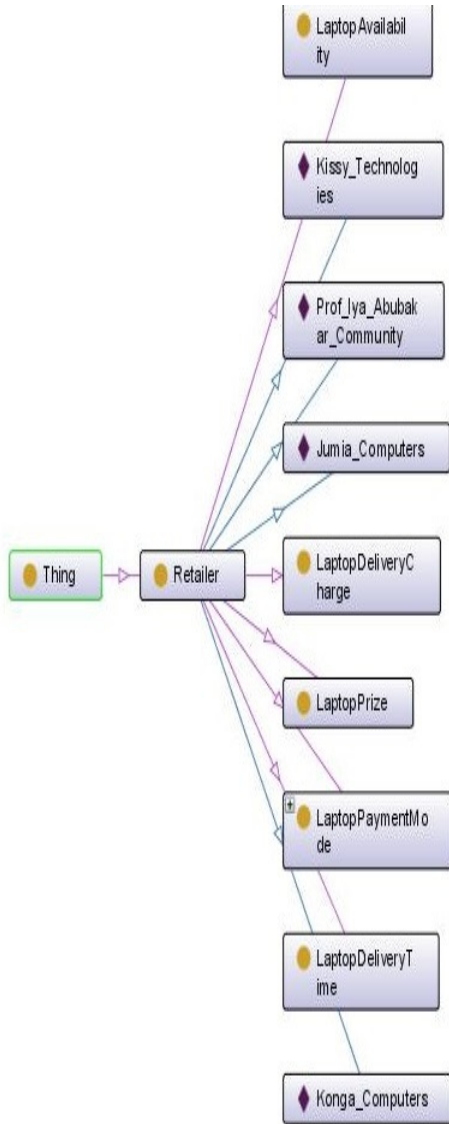 LaptopAvailabil
ity
Kissy_Technolog
ies
Prof_Iya_Abubak
ar_Community
Jumia_Computers
Thing
Retailer
LaptopDeliveryC
harge
LaptopPrize
LaptopPaymentMo
de
LaptopDeliveryT
ime
Konga_Computers